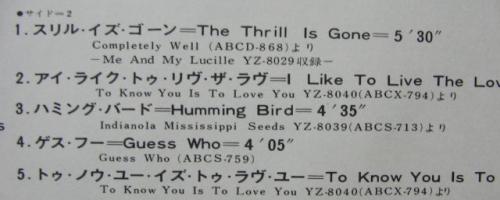 ●サイド=2
1. スリル・イズ・ゴーン=The Thrill Is Gone=5′30″
Completely Well (ABCD-868)より
—Me And My Lucille YZ-8029収録—
2. アイ・ライク・トゥ・リヴ・ザ・ラヴ=I Like To Live The Lov
To Know You Is To Love You YZ-8040(ABCX-794)より
3. ハミング・バード=Humming Bird=4′35″
Indianola Mississippi Seeds YZ-8039(ABCS-713)より
s
4. ゲス・フー=Guess Who=4′05″
Guess Who (ABCS-759)
5. トゥ・ノウ・ユー・イズ・トゥ・ラヴ・ユー=To Know You Is To
To Know You Is To Love You YZ-8040(ABCX-794)より